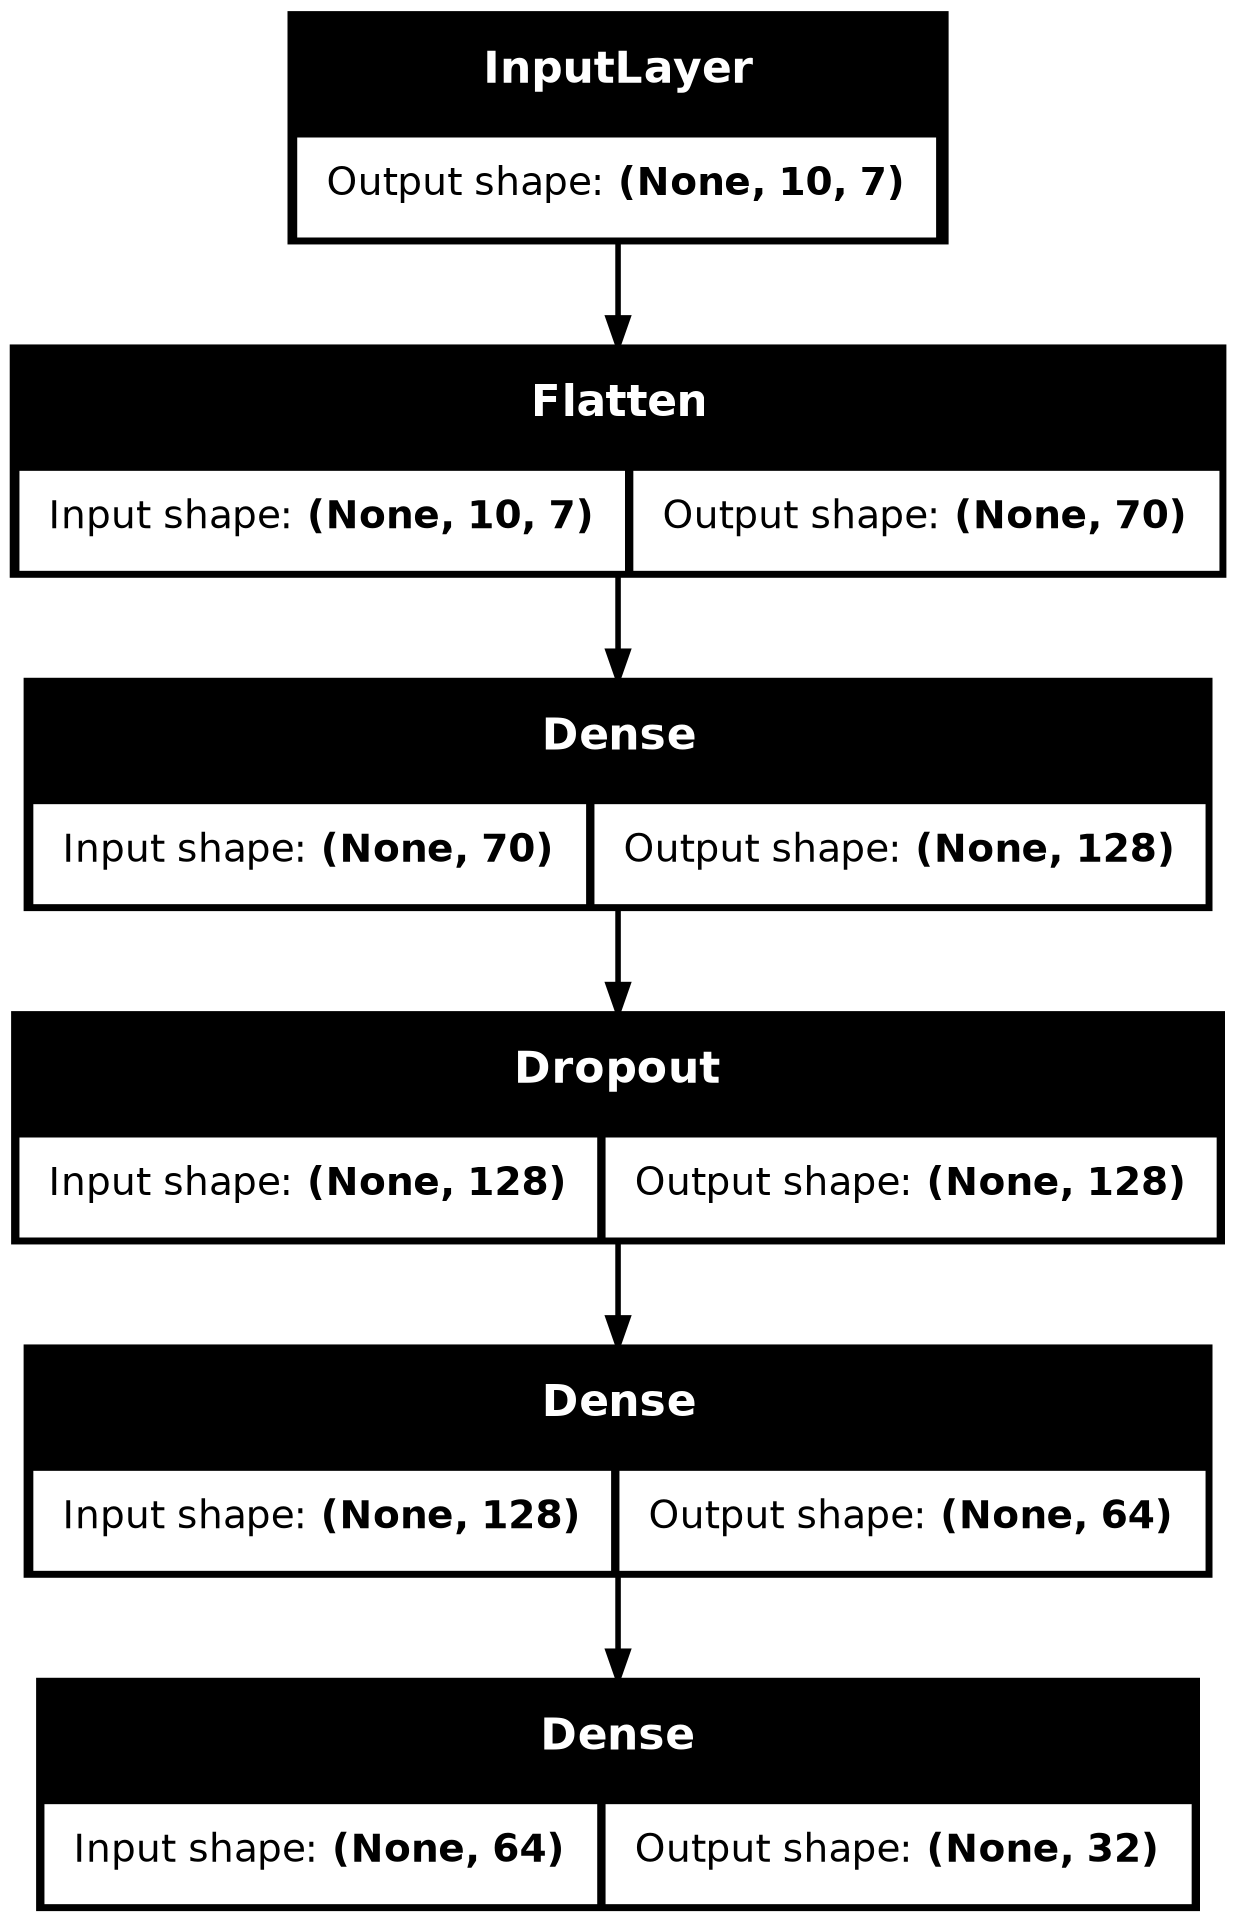 InputLayer
Output shape: (None, 10, 7)
Flatten
Input shape: (None, 10, 7) Output shape: (None, 70)
Dense
Input shape: (None, 70) Output shape: (None, 128)
Dropout
Input shape: (None, 128) Output shape: (None, 128)
Dense
Input shape: (None, 128) Output shape: (None, 64)
Dense
Input shape: (None, 64) Output shape: (None, 32)